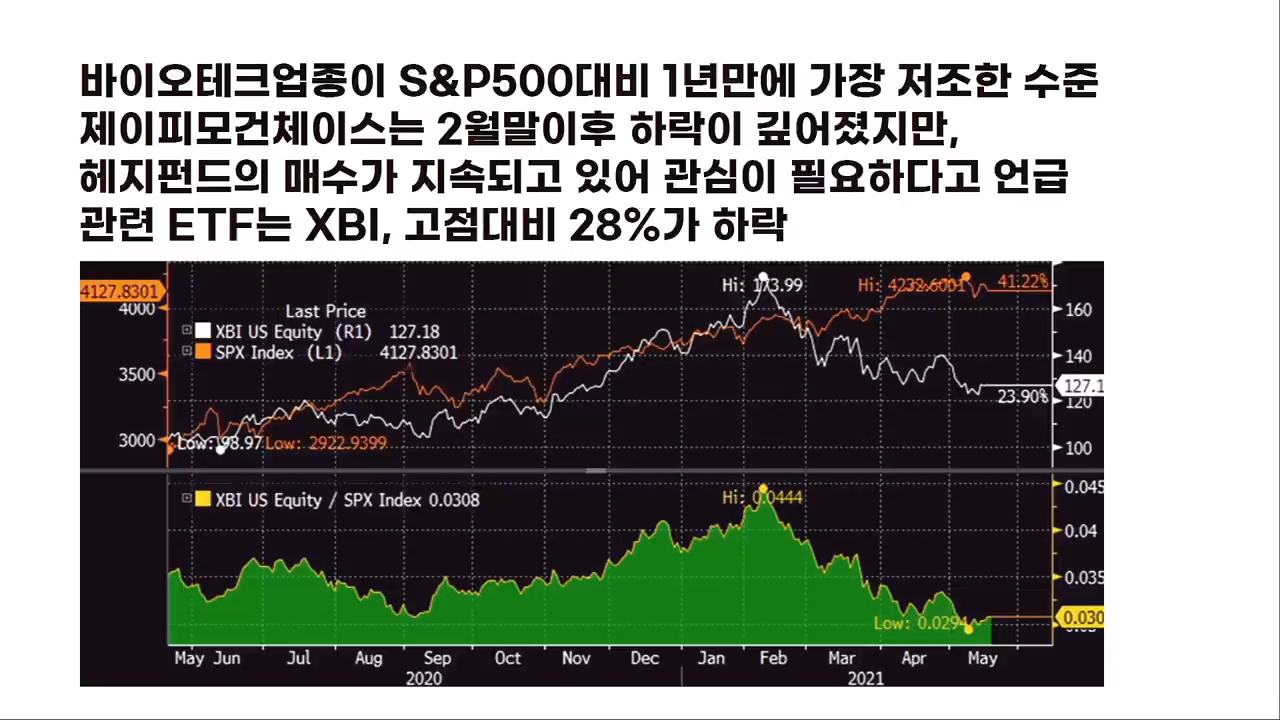 바이오테크업종이 S&P500대비 1년만에 가장 저조한 수준
제이피모건체이스는 2월말이후 하락이 깊어졌지만,
헤지펀드의 매수가 지속되고 있어 관심이 필요하다고 언급
관련 ETF는 XBI, 고점대비 28%가 하락
4127.8301
4000
3500
3000
Last Price
XBI US Equity (R1) 127.18
SPX Index (L1) 4127.8301
Hi: 173.99
Hi: 4232.6001
41.22%
160
140
127.1
23.90%
120
100
Low: 98.97
Low: 2922.9399
XBI US Equity / SPX Index 0.0308
Hi: 0.0444
0.045
0.04
0.035
Low: 0.0294
0.030
May Jun Jul Aug Sep Oct Nov Dec Jan Feb Mar Apr May
2020 2021